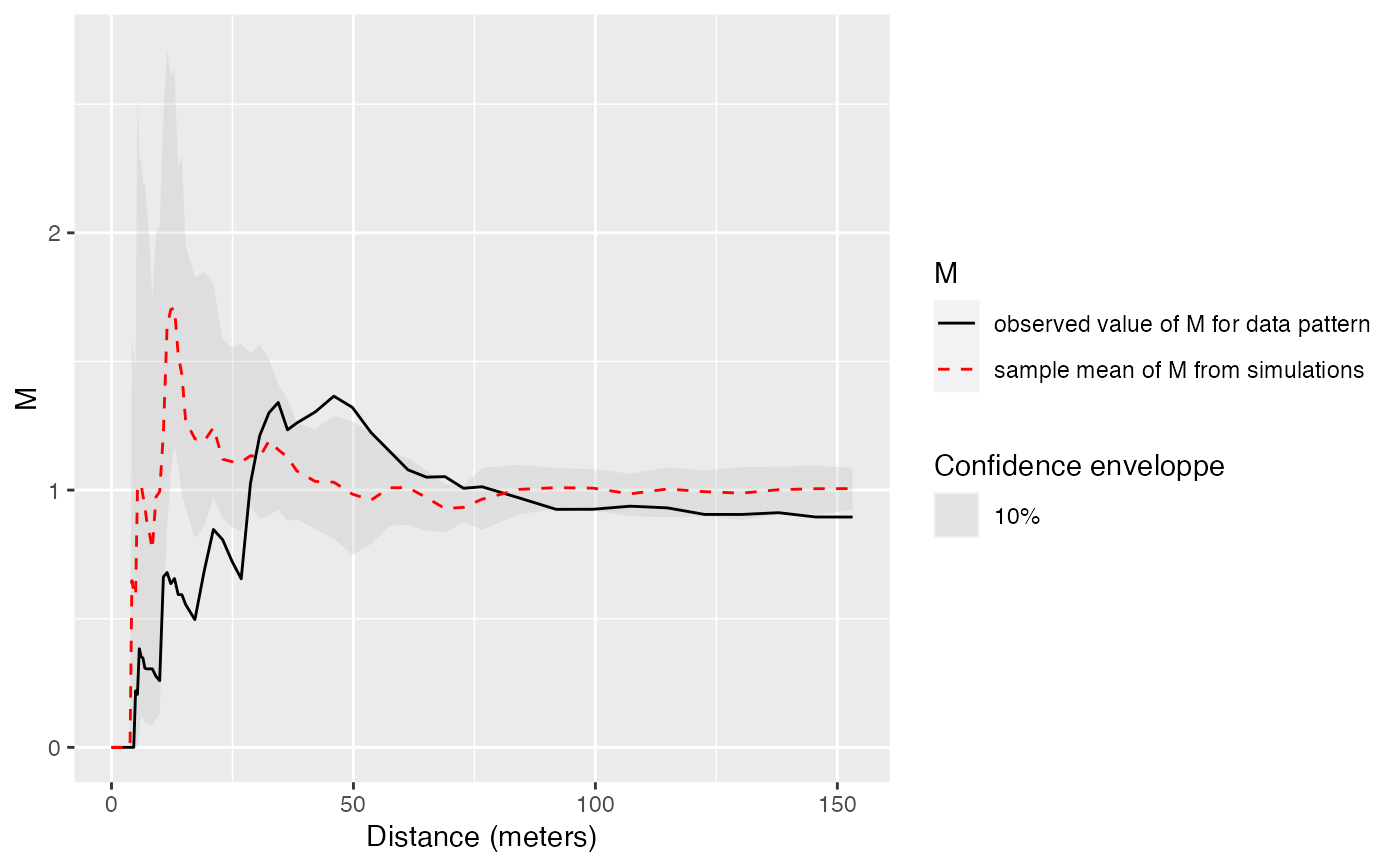 2
1
0
M
0
50
100
150
Distance (meters)
M
observed value of M for data pattern
sample mean of M from simulations
Confidence enveloppe
10%